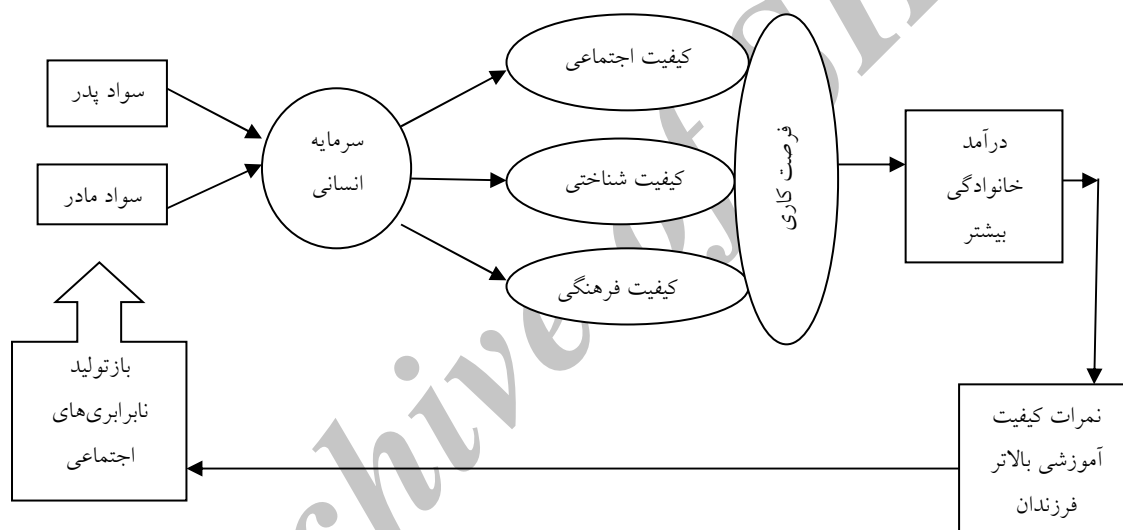 سواد پدر
سواد مادر
سرمایه
انسانی
کیفیت اجتماعی
کیفیت شناختی
کیفیت فرهنگی
فرصت کاری
درآمد
خانوادگی
بیشتر
نمرات کیفیت
آموزشی بالاتر
فرزندان
بازتولید
نابرابری‌های
اجتماعی